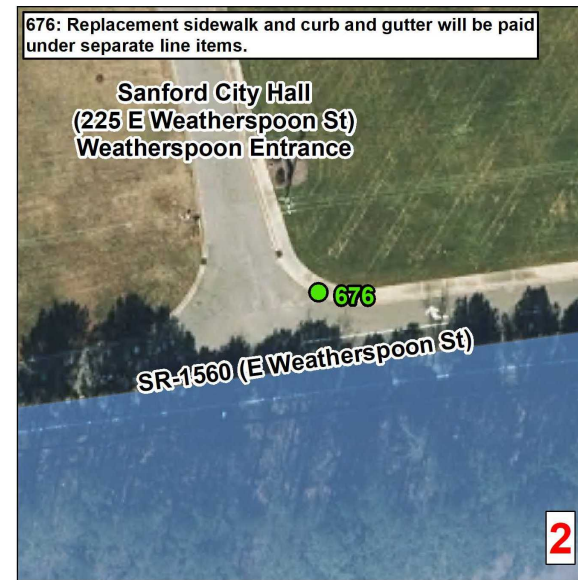 676: Replacement sidewalk and curb and gutter will be paid
under separate line items.
Sanford City Hall
(225 E Weatherspoon St)
Weatherspoon Entrance
676
SR-1560 (E Weatherspoon St)
2